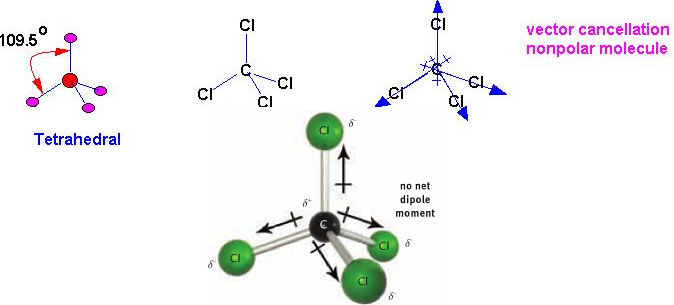 109.5°
Tetrahedral
Cl
C
Cl
Cl
Cl
Cl
C
Cl
Cl
Cl
vector cancellation
nonpolar molecule
Cl δ-
no net
dipole
moment
δ+
C
Cl δ-
Cl δ-
Cl δ-